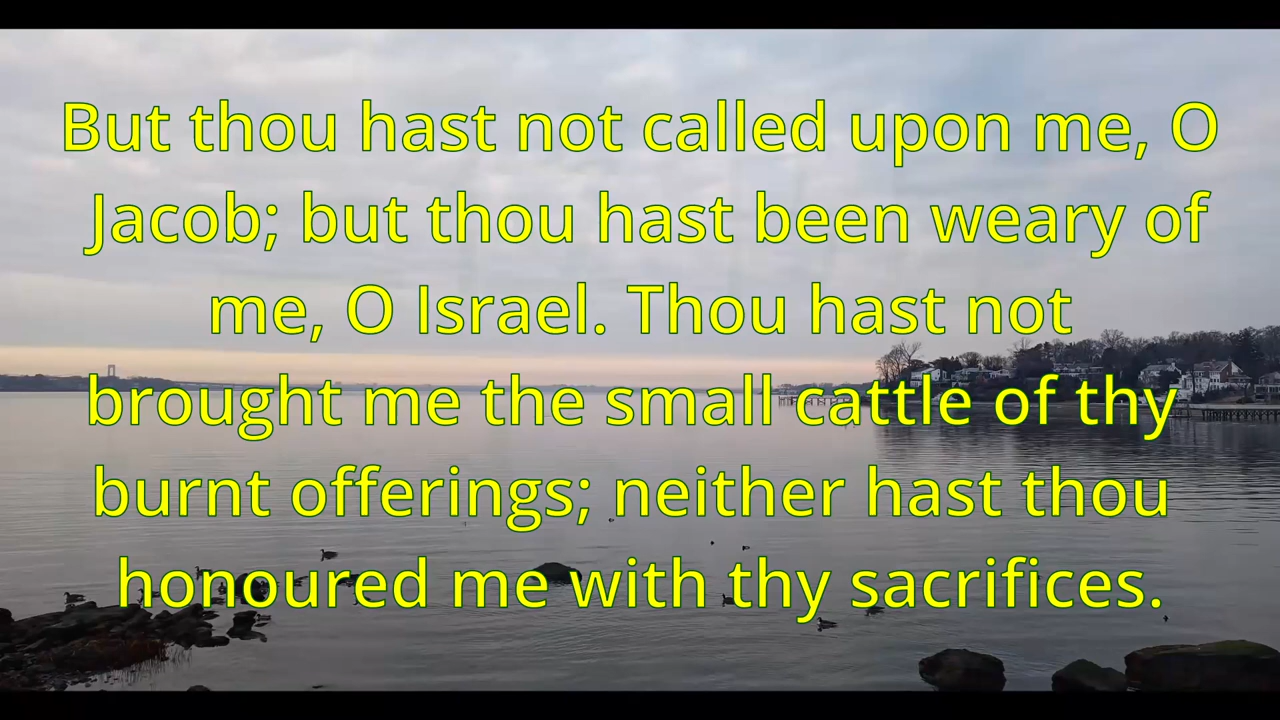 But thou hast not called upon me, O
Jacob; but thou hast been weary of
me, O Israel. Thou hast not
brought me the small cattle of thy
burnt offerings; neither hast thou
honoured me with thy sacrifices.